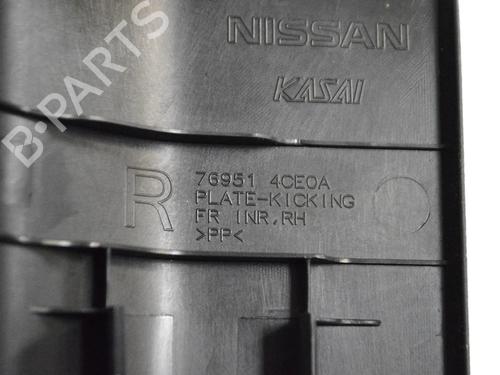 NISSAN
KASAI
R
76951 4CE0A
PLATE-KICKING
FR INR,RH
>PP<
B-PARTS